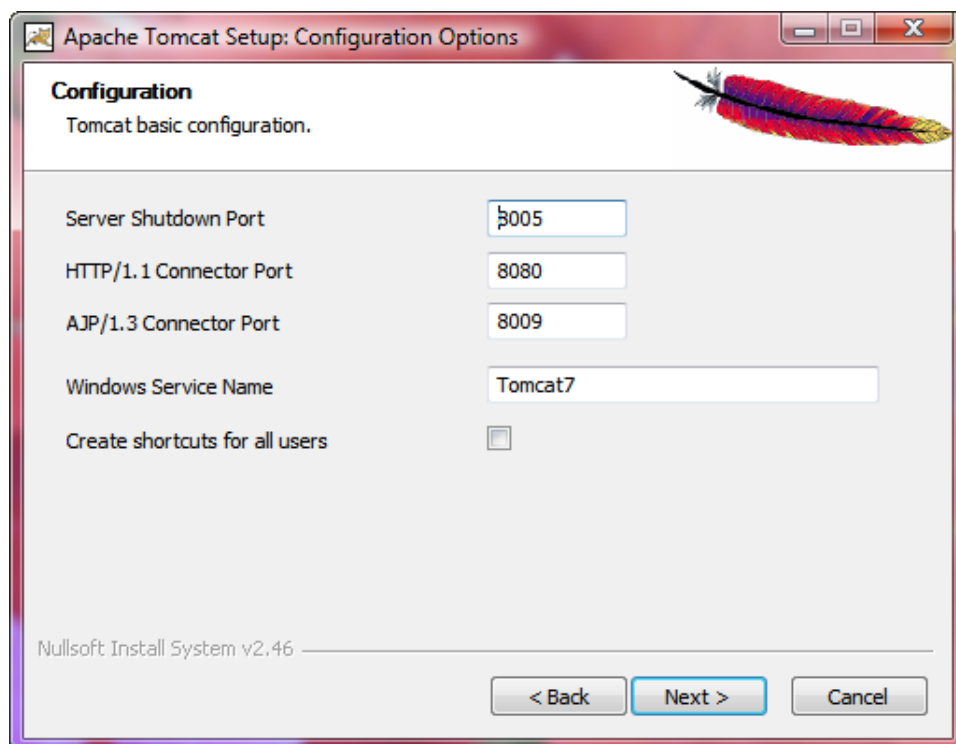 Apache Tomcat Setup: Configuration Options
Configuration
Tomcat basic configuration.
Server Shutdown Port 8005
HTTP/1.1 Connector Port 8080
AJP/1.3 Connector Port 8009
Windows Service Name Tomcat7
Create shortcuts for all users
Nullsoft Install System v2.46
< Back Next > Cancel